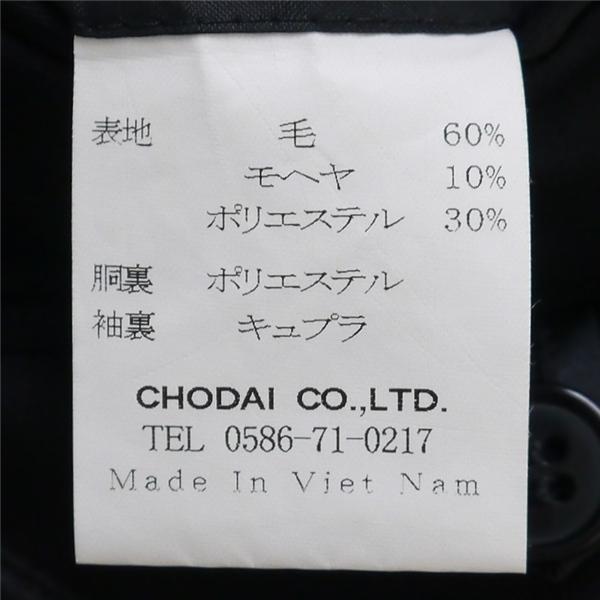 表地 毛 60%
モヘヤ 10%
ポリエステル 30%
胴裏 ポリエステル
袖裏 キュプラ
CHODAI CO.,LTD.
TEL 0586-71-0217
Made In Viet Nam